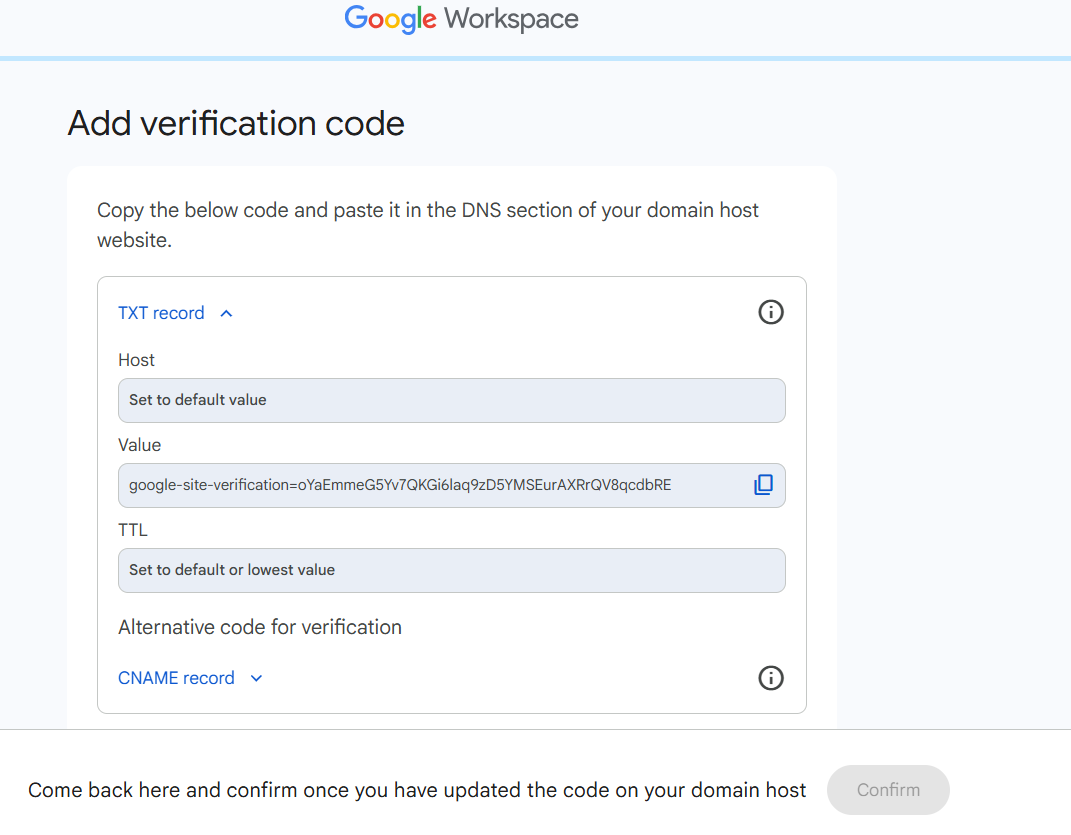 Google Workspace
Add verification code
Copy the below code and paste it in the DNS section of your domain host
website.
TXT record
Host
Set to default value
Value
google-site-verification=oYaEmmeG5Yv7QKGi6laq9zD5YMSEurAXRrQV8qcdbRE
TTL
Set to default or lowest value
Alternative code for verification
CNAME record
Come back here and confirm once you have updated the code on your domain host
Confirm